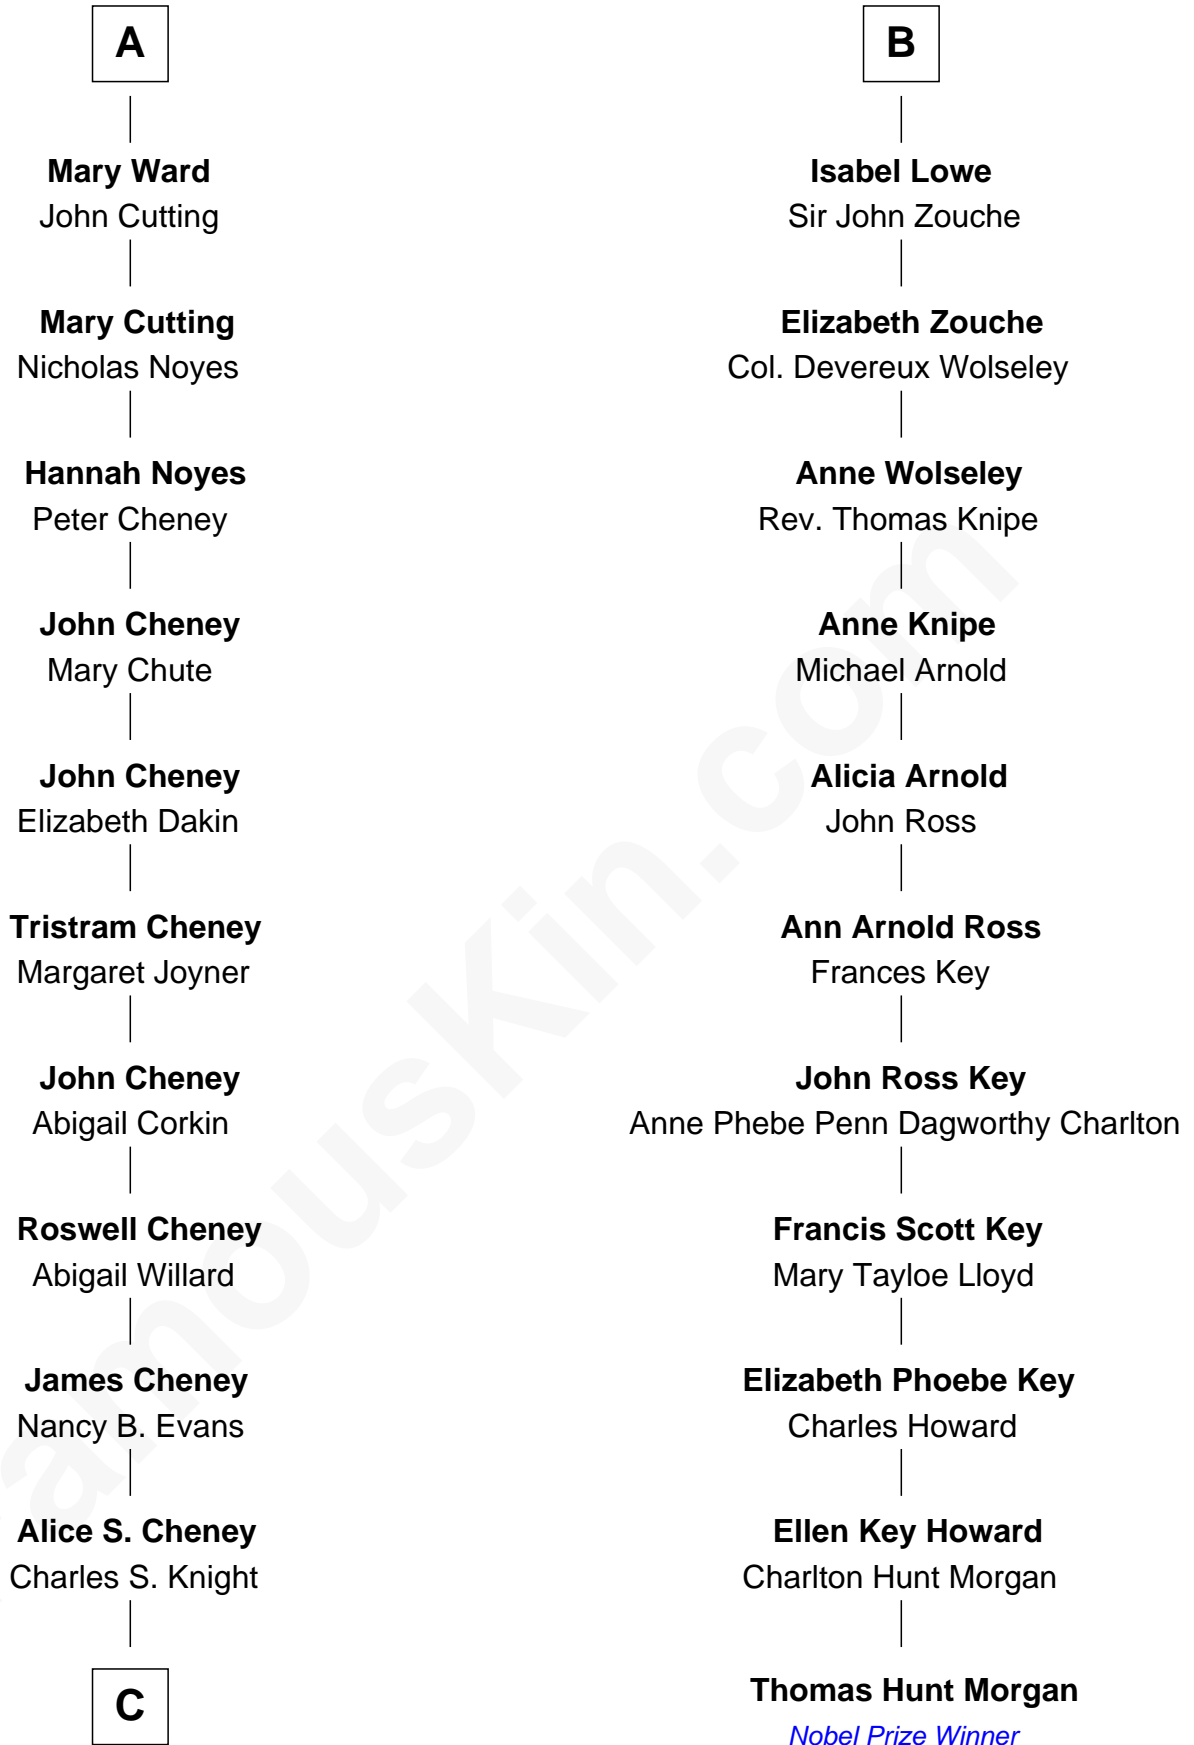 A
Mary Ward
John Cutting
Mary Cutting
Nicholas Noyes
Hannah Noyes
Peter Cheney
John Cheney
Mary Chute
John Cheney
Elizabeth Dakin
Tristram Cheney
Margaret Joyner
John Cheney
Abigail Corkin
Roswell Cheney
Abigail Willard
James Cheney
Nancy B. Evans
Alice S. Cheney
Charles S. Knight
C
B
Isabel Lowe
Sir John Zouche
Elizabeth Zouche
Col. Devereux Wolseley
Anne Wolseley
Rev. Thomas Knipe
Anne Knipe
Michael Arnold
Alicia Arnold
John Ross
Ann Arnold Ross
Frances Key
John Ross Key
Anne Phebe Penn Dagworthy Charlton
Francis Scott Key
Mary Tayloe Lloyd
Elizabeth Phoebe Key
Charles Howard
Ellen Key Howard
Charlton Hunt Morgan
Thomas Hunt Morgan
Nobel Prize Winner
amouskin.com